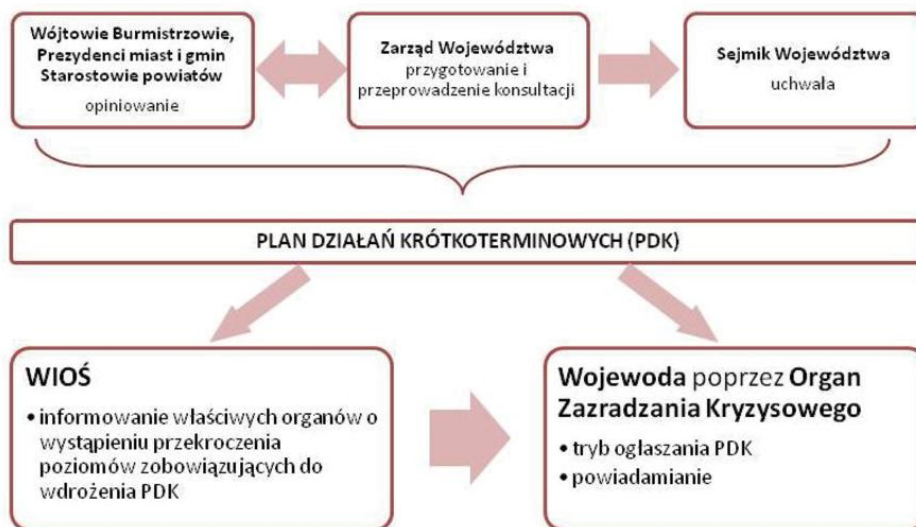 Wójtowie Burmistrzowie,
Prezydenci miast i gmin
Starostowie powiatów
opiniowanie
Zarząd Województwa
przygotowanie i
przeprowadzenie konsultacji
Sejmik Województwa
uchwała
PLAN DZIAŁAŃ KRÓTKOTERMINOWYCH (PDK)
WIOŚ
• informowanie właściwych organów o
wystąpieniu przekroczenia
poziomów zobowiązujących do
wdrożenia PDK
Wojewoda poprzez Organ
Zazradzania Kryzysowego
• tryb ogłaszania PDK
• powiadamianie